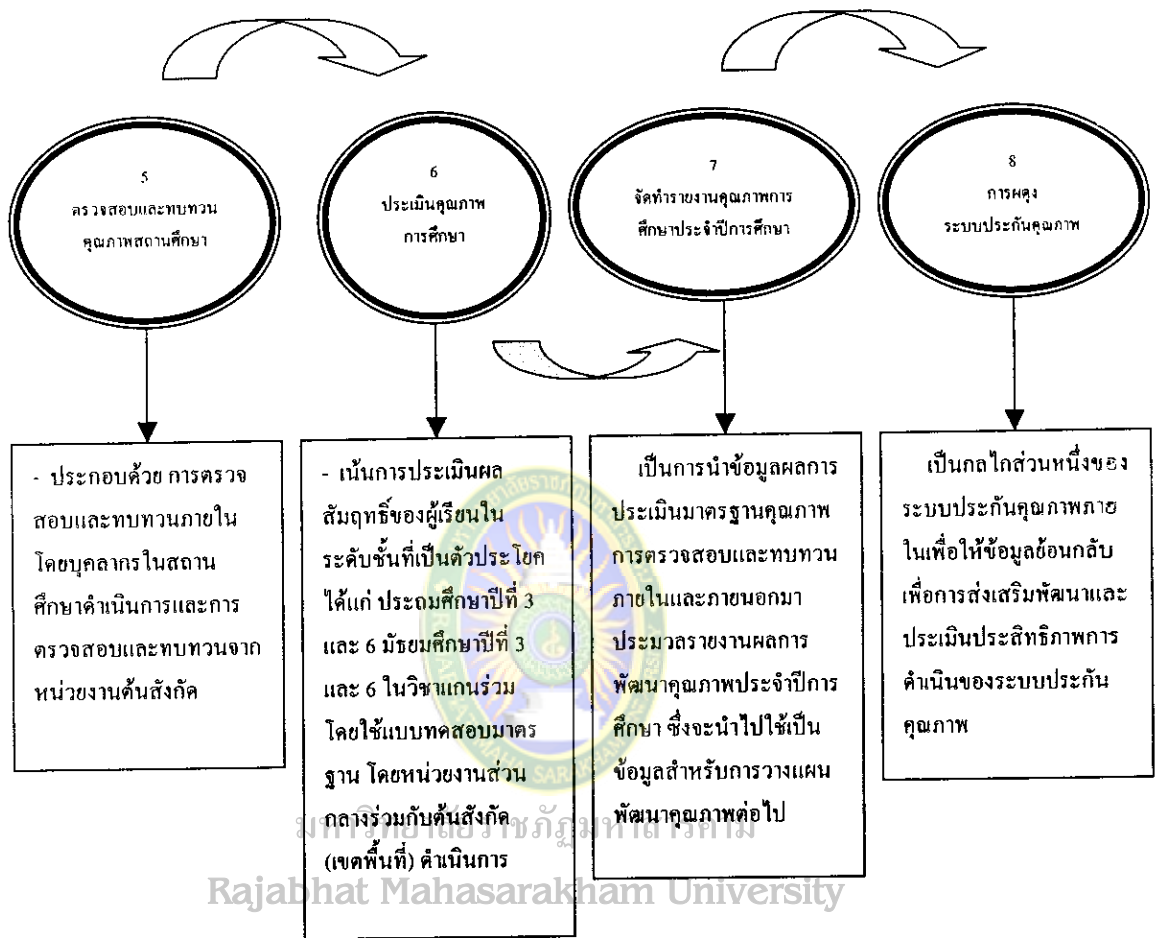 5
ตรวจสอบและทบทวน
คุณภาพสถานศึกษา
6
ประเมินคุณภาพ
การศึกษา
7
จัดทำรายงานคุณภาพการ
ศึกษาประจำปีการศึกษา
8
การผดุง
ระบบประกันคุณภาพ
- ประกอบด้วย การตรวจ
สอบและทบทวนภายใน
โดยบุคลากรในสถาน
ศึกษาดำเนินการและการ
ตรวจสอบและทบทวนจาก
หน่วยงานต้นสังกัด
- เน้นการประเมินผล
สัมฤทธิ์ของผู้เรียนใน
ระดับชั้นที่เป็นตัวประโยค
ได้แก่ ประถมศึกษาปีที่ 3
และ 6 มัธยมศึกษาปีที่ 3
และ 6 ในวิชาแกนร่วม
โดยใช้แบบทดสอบมาตร
ฐาน โดยหน่วยงานส่วน
กลางร่วมกับต้นสังกัด
(เขตพื้นที่) ดำเนินการ
เป็นการนำข้อมูลผลการ
ประเมินมาตรฐานคุณภาพ
การตรวจสอบและทบทวน
ภายในและภายนอกมา
ประมวลรายงานผลการ
พัฒนาคุณภาพประจำปีการ
ศึกษา ซึ่งจะนำไปใช้เป็น
ข้อมูลสำหรับการวางแผน
พัฒนาคุณภาพต่อไป
เป็นกลไกส่วนหนึ่งของ
ระบบประกันคุณภาพภาย
ในเพื่อให้ข้อมูลย้อนกลับ
เพื่อการส่งเสริมพัฒนาและ
ประเมินประสิทธิภาพการ
ดำเนินของระบบประกัน
คุณภาพ
มหาวิทยาลัยราชภัฏมหาสารคาม
Rajabhat Mahasarakham University